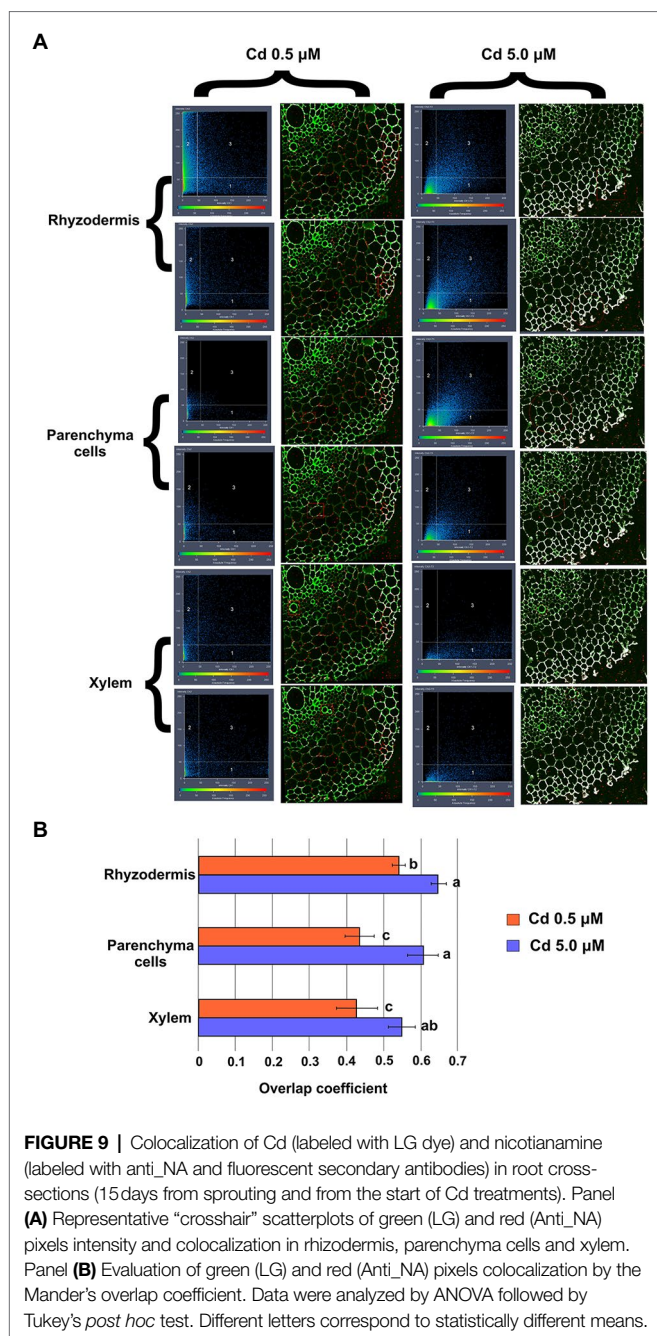 A
Cd 0.5 µM
Cd 5.0 µM
Rhyzodermis
Parenchyma
cells
Xylem
B
Rhyzodermis
b
a
Parenchyma
cells
c
a
Xylem
c
ab
0 0.1 0.2 0.3 0.4 0.5 0.6 0.7
Overlap coefficient
Cd 0.5 µM
Cd 5.0 µM
FIGURE 9 | Colocalization of Cd (labeled with LG dye) and nicotianamine
(labeled with anti_NA and fluorescent secondary antibodies) in root cross-
sections (15 days from sprouting and from the start of Cd treatments). Panel
(A) Representative “crosshair” scatterplots of green (LG) and red (Anti_NA)
pixels intensity and colocalization in rhizodermis, parenchyma cells and xylem.
Panel (B) Evaluation of green (LG) and red (Anti_NA) pixels colocalization by the
Mander’s overlap coefficient. Data were analyzed by ANOVA followed by
Tukey’s post hoc test. Different letters correspond to statistically different means.